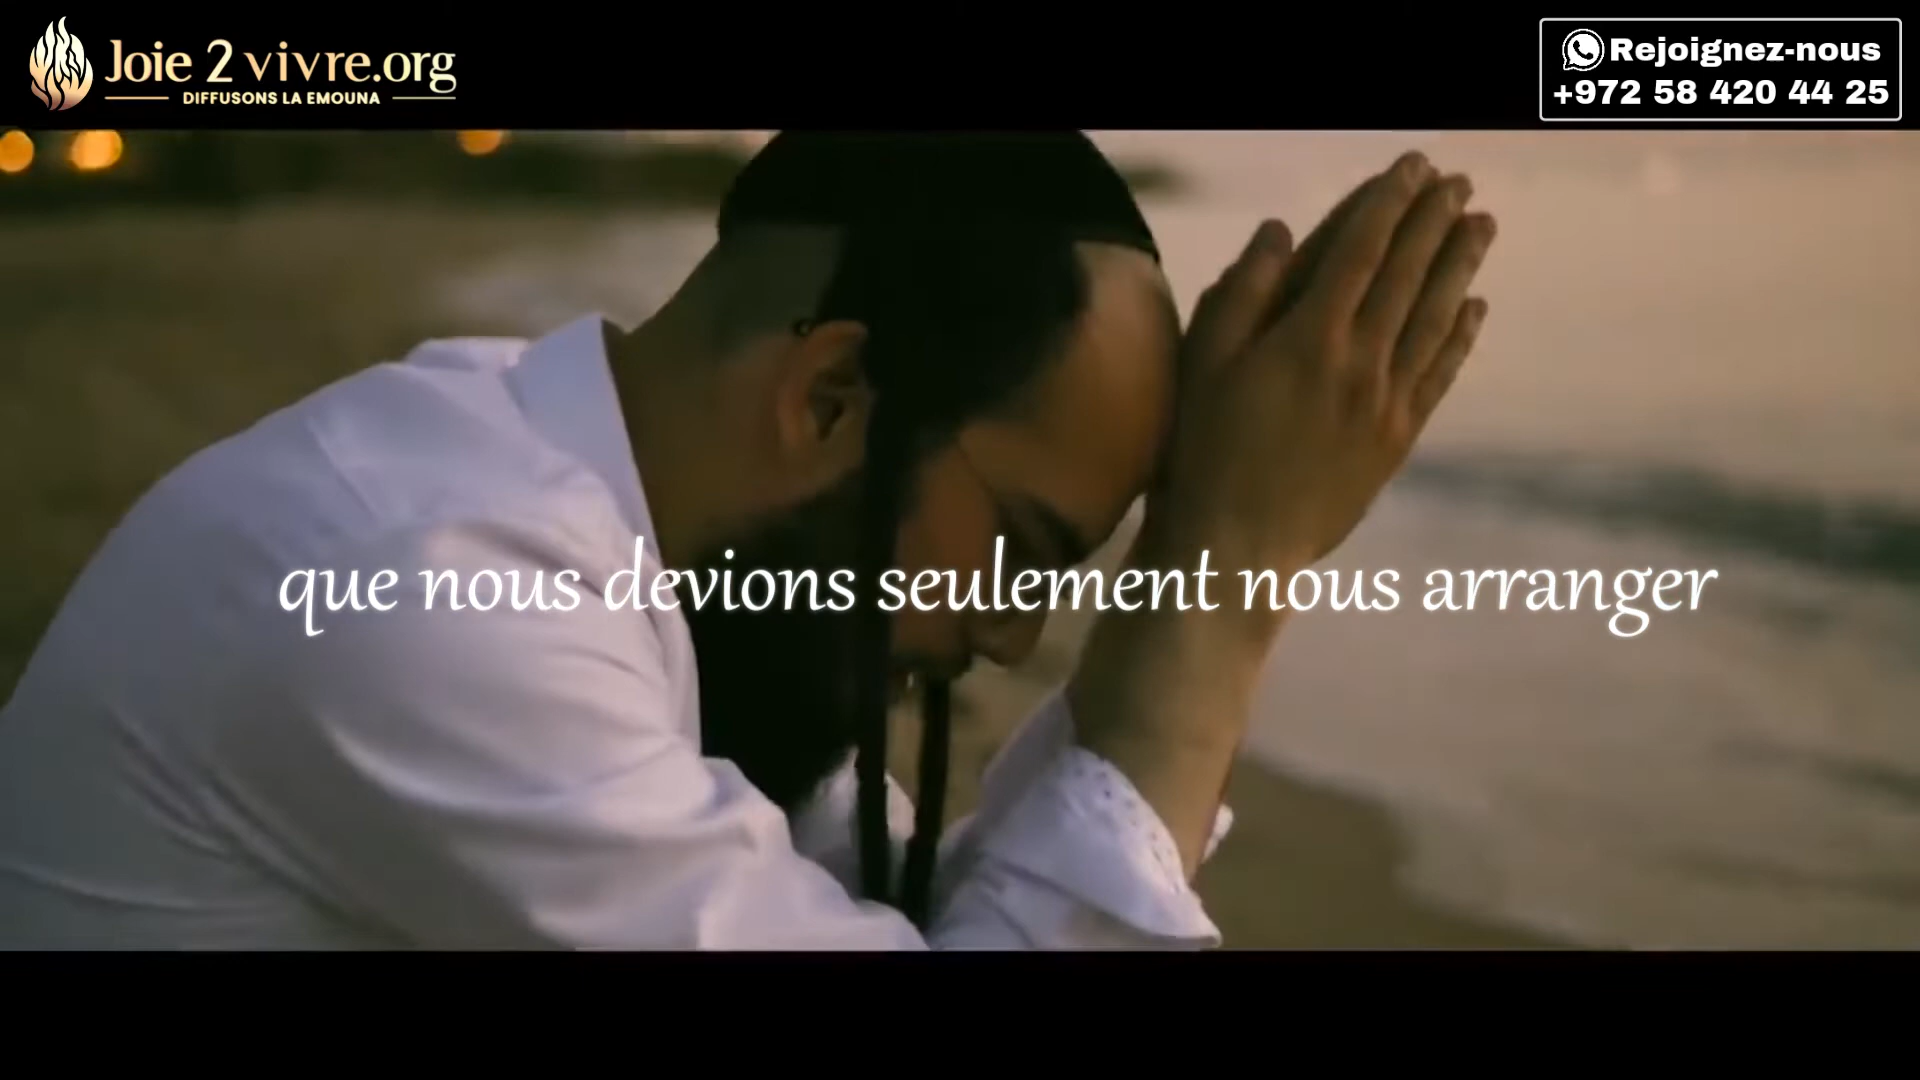 Joie 2 vivre.org
DIFFUSONS LA EMOUNA
Rejoignez-nous
+972 58 420 44 25
que nous devions seulement nous arranger